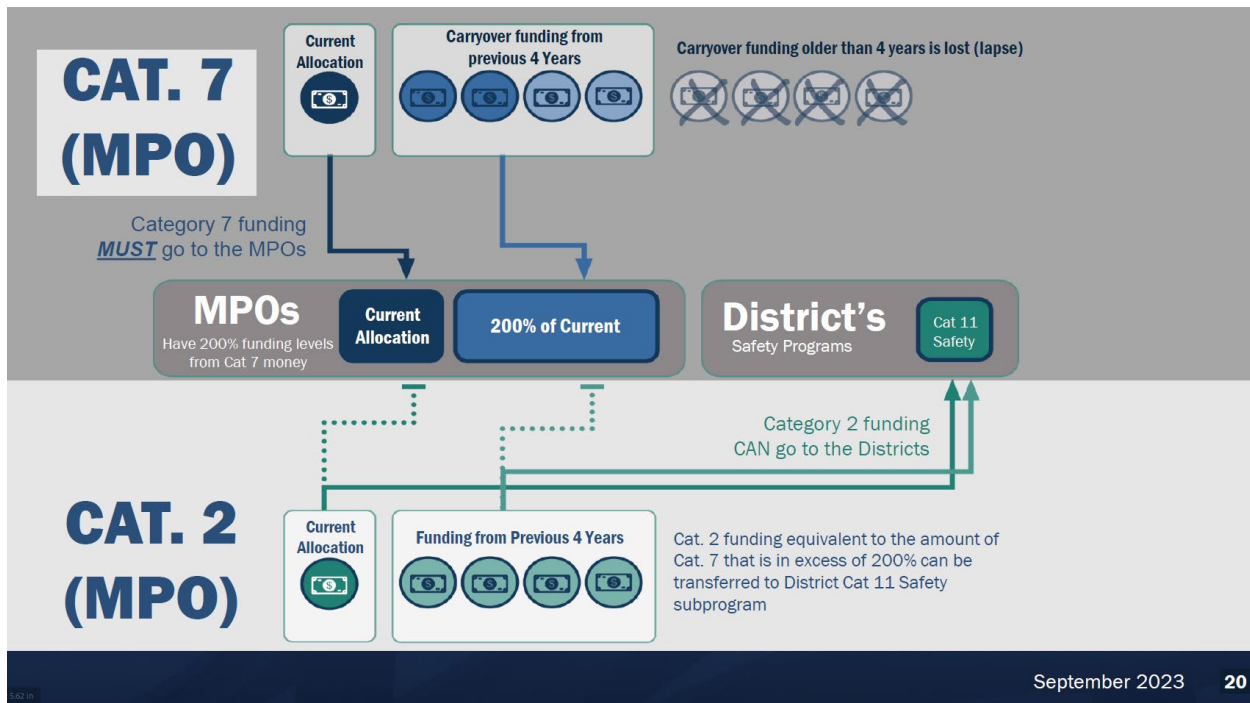 CAT. 7
(MPO)
Current
Allocation
Carryover funding from
previous 4 Years
Carryover funding older than 4 years is lost (lapse)
Category 7 funding
MUST go to the MPOs
MPOs
Have 200% funding levels
from Cat 7 money
Current
Allocation
200% of Current
District's
Safety Programs
Cat 11
Safety
Category 2 funding
CAN go to the Districts
CAT. 2
(MPO)
Current
Allocation
Funding from Previous 4 Years
Cat. 2 funding equivalent to the amount of
Cat. 7 that is in excess of 200% can be
transferred to District Cat 11 Safety
subprogram
5.62 in
September 2023 20